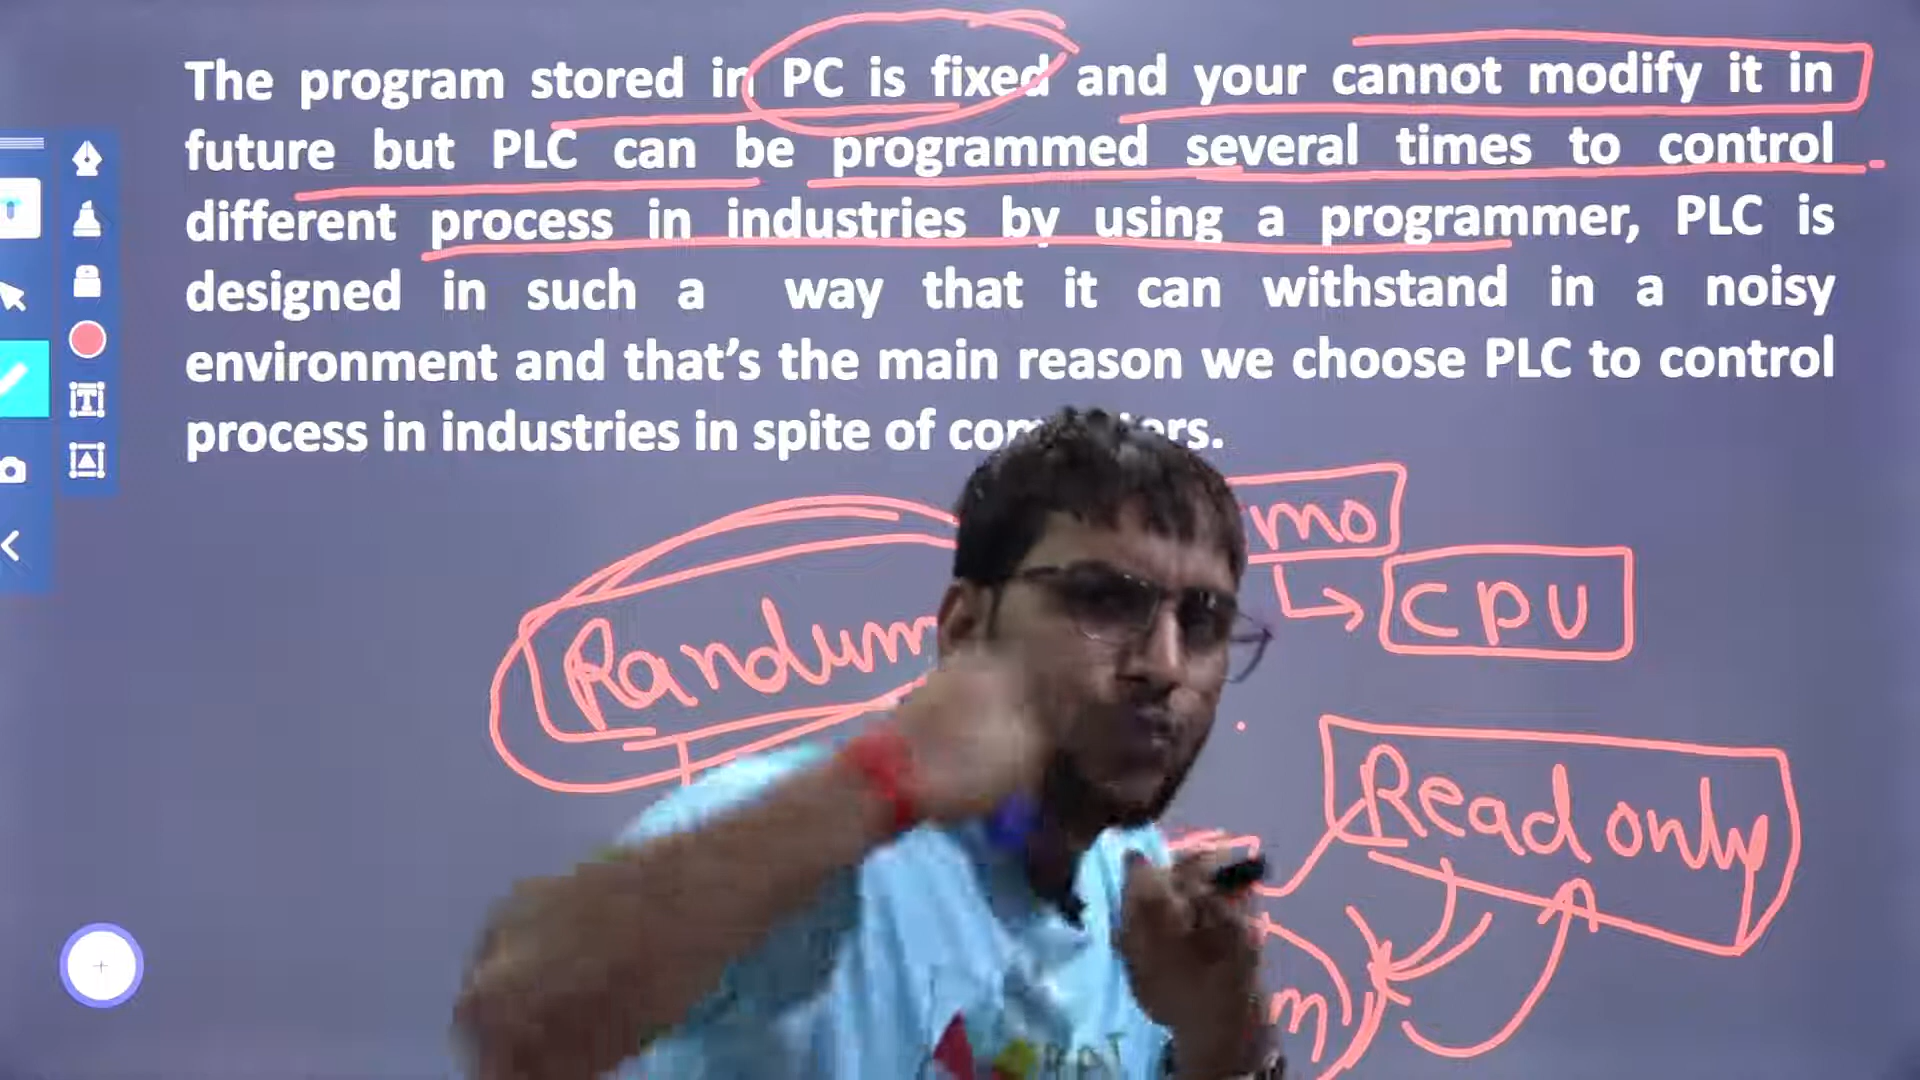 The program stored in PC is fixed and your cannot modify it in
future but PLC can be programmed several times to control
different process in industries by using a programmer, PLC is
designed in such a way that it can withstand in a noisy
environment and that's the main reason we choose PLC to control
process in industries in spite of
mo
CPU
Randum
Read only